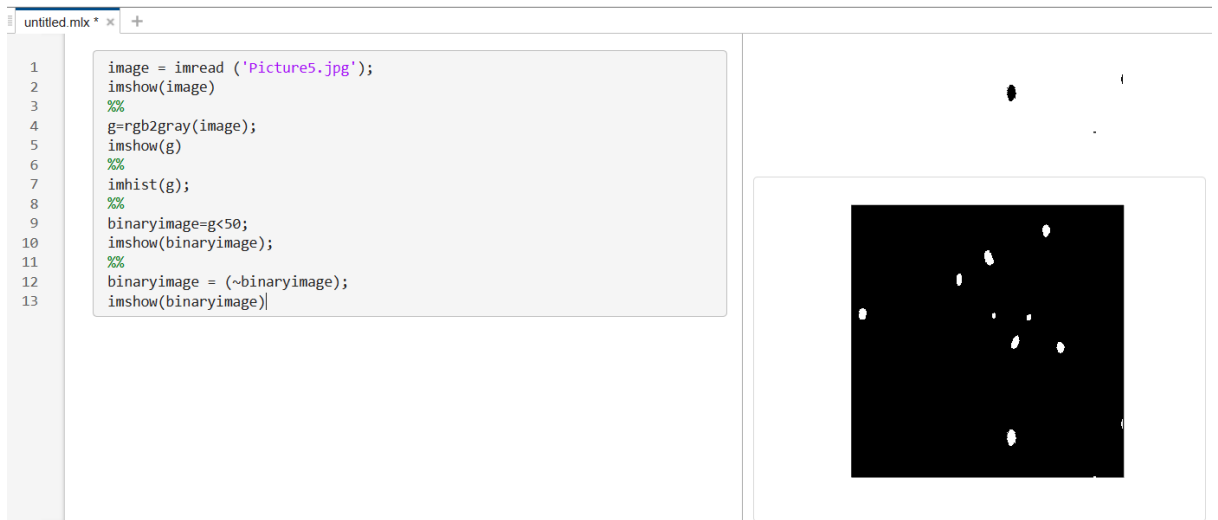 untitled.mlx * × +
1 image = imread ('Picture5.jpg');
2 imshow(image)
3 %%
4 g=rgb2gray(image);
5 imshow(g)
6 %%
7 imhist(g);
8 %%
9 binaryimage=g<50;
10 imshow(binaryimage);
11 %%
12 binaryimage = (~binaryimage);
13 imshow(binaryimage)